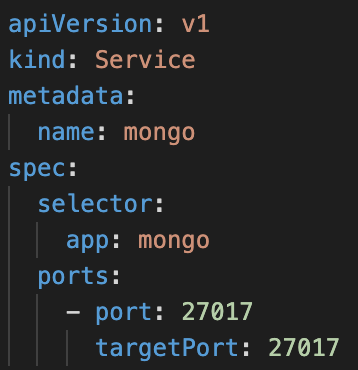 apiVersion: v1
kind: Service
metadata:
  name: mongo
spec:
  selector:
    app: mongo
  ports:
    - port: 27017
      targetPort: 27017